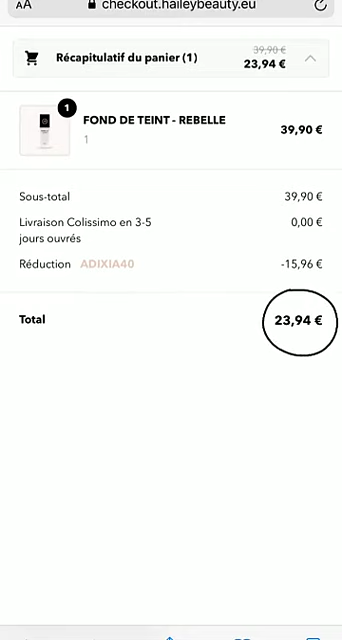 AA checkout.haileybeauty.eu
39,90 €
Récapitulatif du panier (1)
23,94 €
1
FOND DE TEINT - REBELLE
1
39,90 €
Sous-total 39,90 €
Livraison Colissimo en 3-5 0,00 €
jours ouvrés
Réduction ADIXIA40 -15,96 €
Total 23,94 €